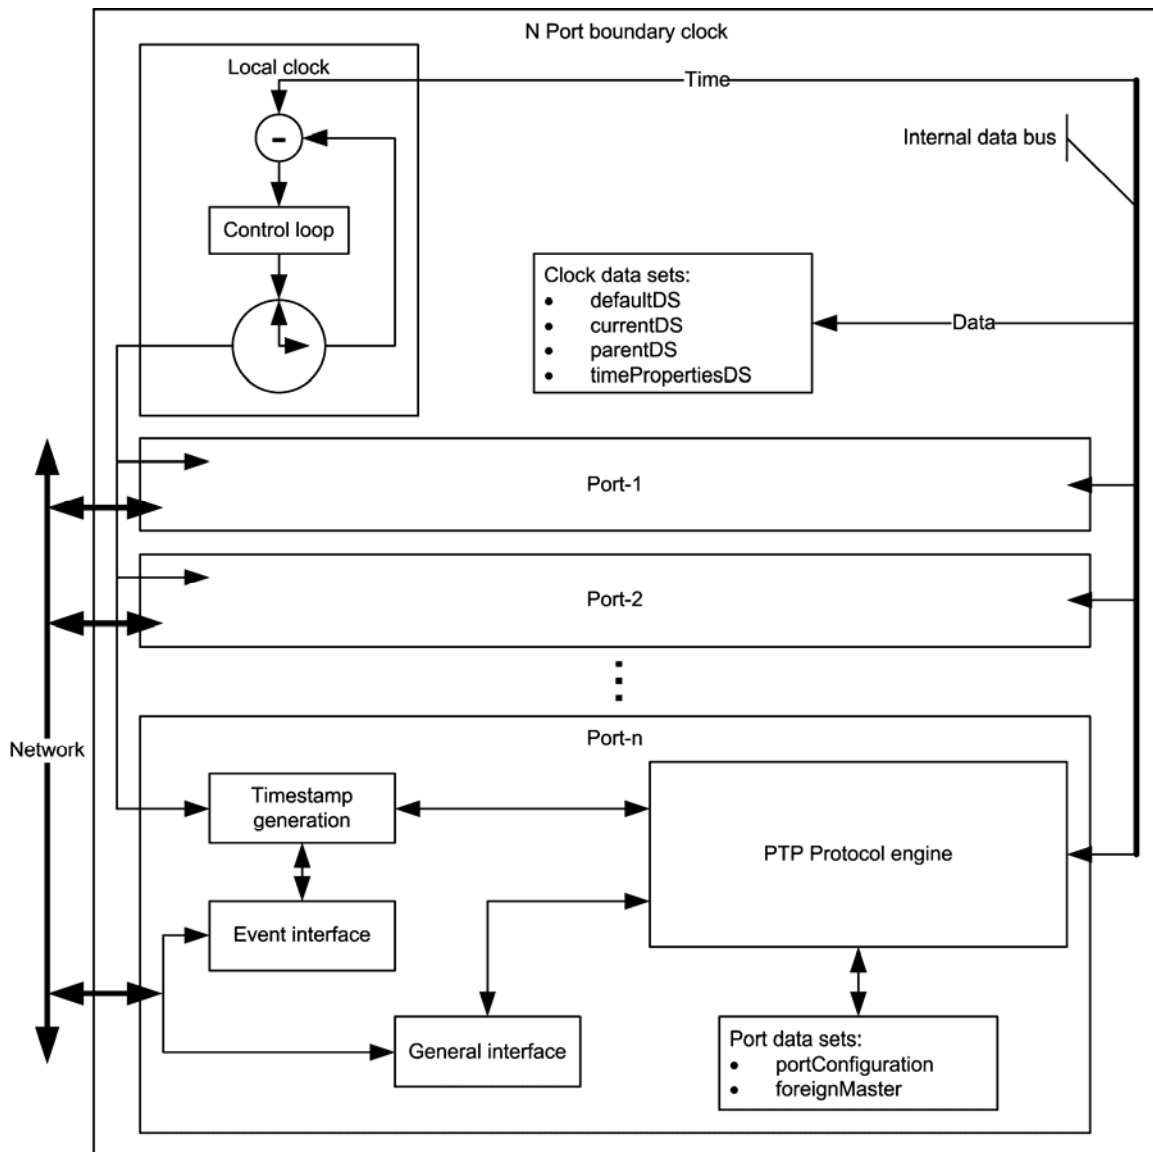 N Port boundary clock
Local clock
Time
-
Internal data bus
Control loop
Clock data sets:
• defaultDS
• currentDS
• parentDS
• timePropertiesDS
Data
Port-1
Port-2
Network
Port-n
Timestamp
generation
PTP Protocol engine
Event interface
General interface
Port data sets:
• portConfiguration
• foreignMaster